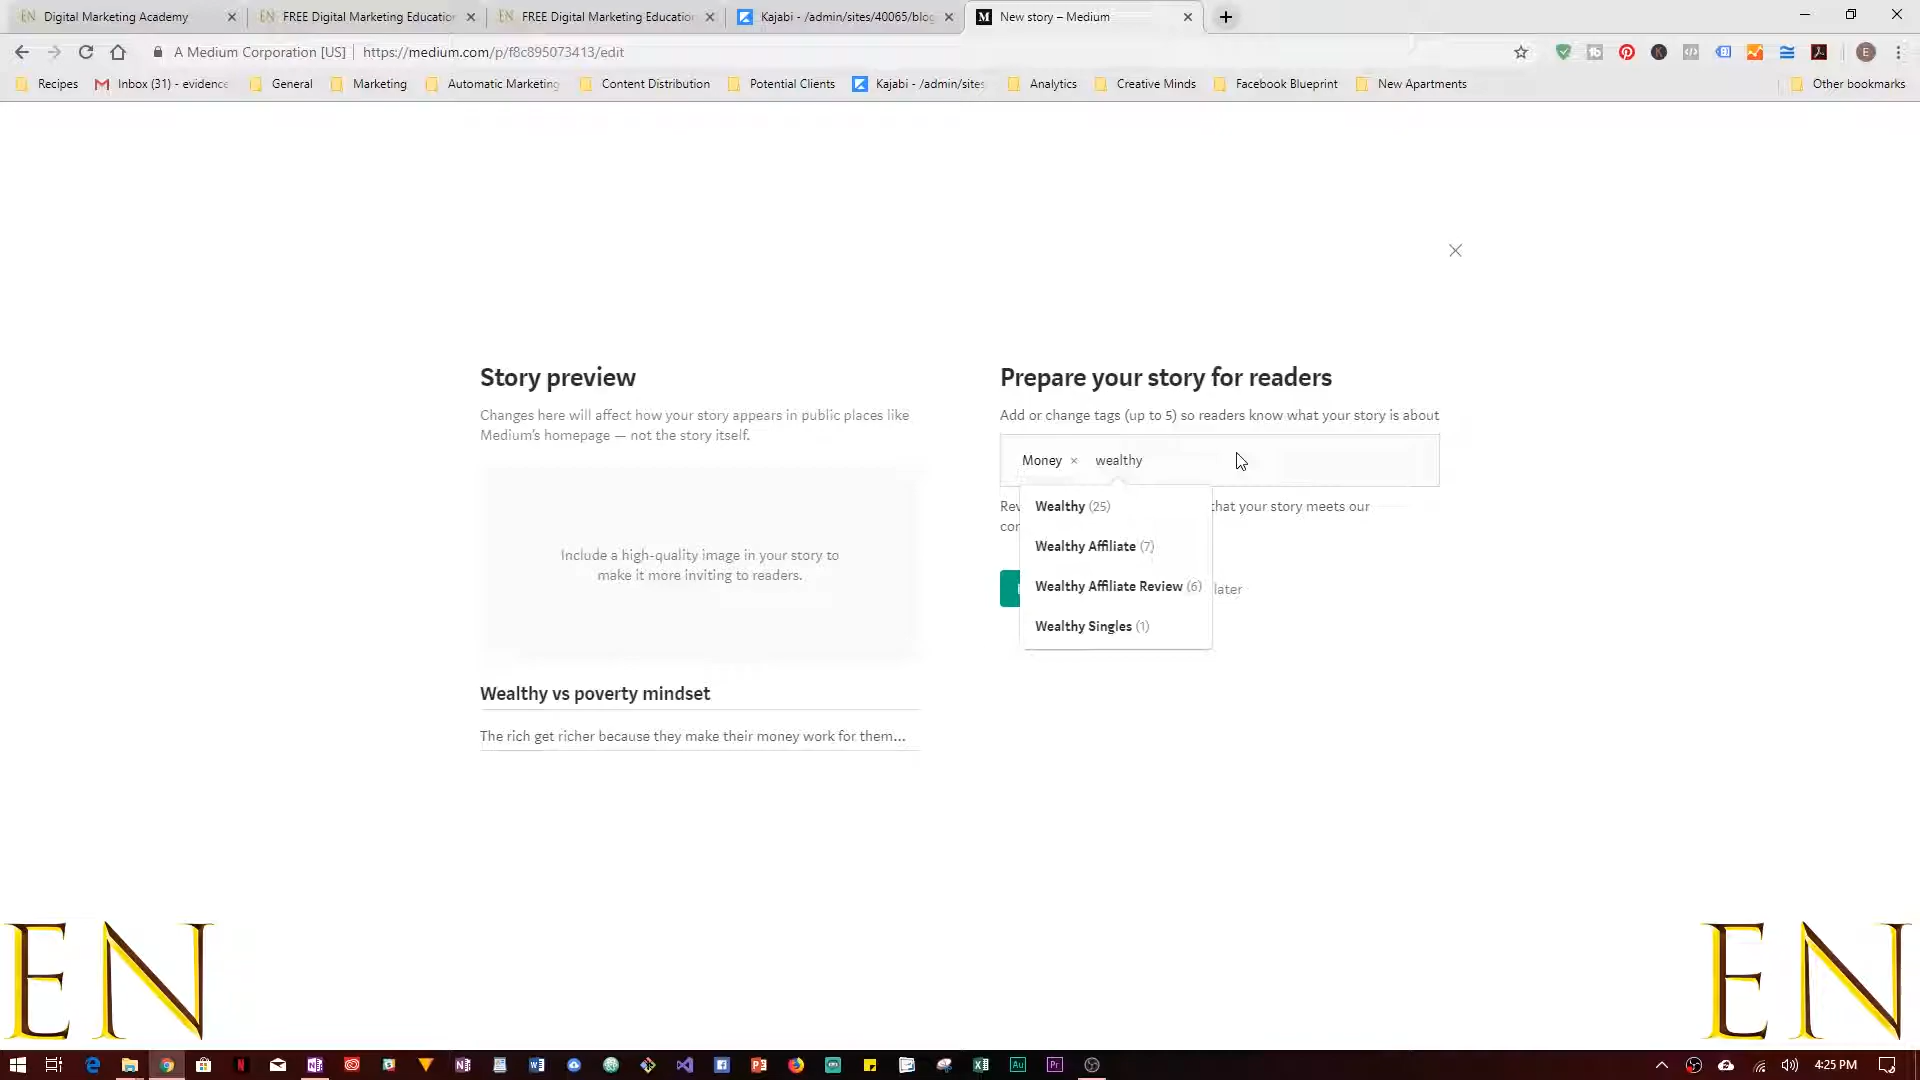 Digital Marketing Academy
FREE Digital Marketing Education
FREE Digital Marketing Education
Kajabi - /admin/sites/40065/blog
New story – Medium
A Medium Corporation [US]
https://medium.com/p/f8c895073413/edit
Recipes
Inbox (31) - evidence
General
Marketing
Automatic Marketing
Content Distribution
Potential Clients
Kajabi - /admin/sites
Analytics
Creative Minds
Facebook Blueprint
New Apartments
Other bookmarks
Story preview
Changes here will affect how your story appears in public places like
Medium's homepage — not the story itself.
Include a high-quality image in your story to
make it more inviting to readers.
Wealthy vs poverty mindset
The rich get richer because they make their money work for them...
Prepare your story for readers
Add or change tags (up to 5) so readers know what your story is about
Money × wealthy
Wealthy (25)
that your story meets our
Wealthy Affiliate (7)
Wealthy Affiliate Review (6)
later
Wealthy Singles (1)
EN
EN
4:25 PM